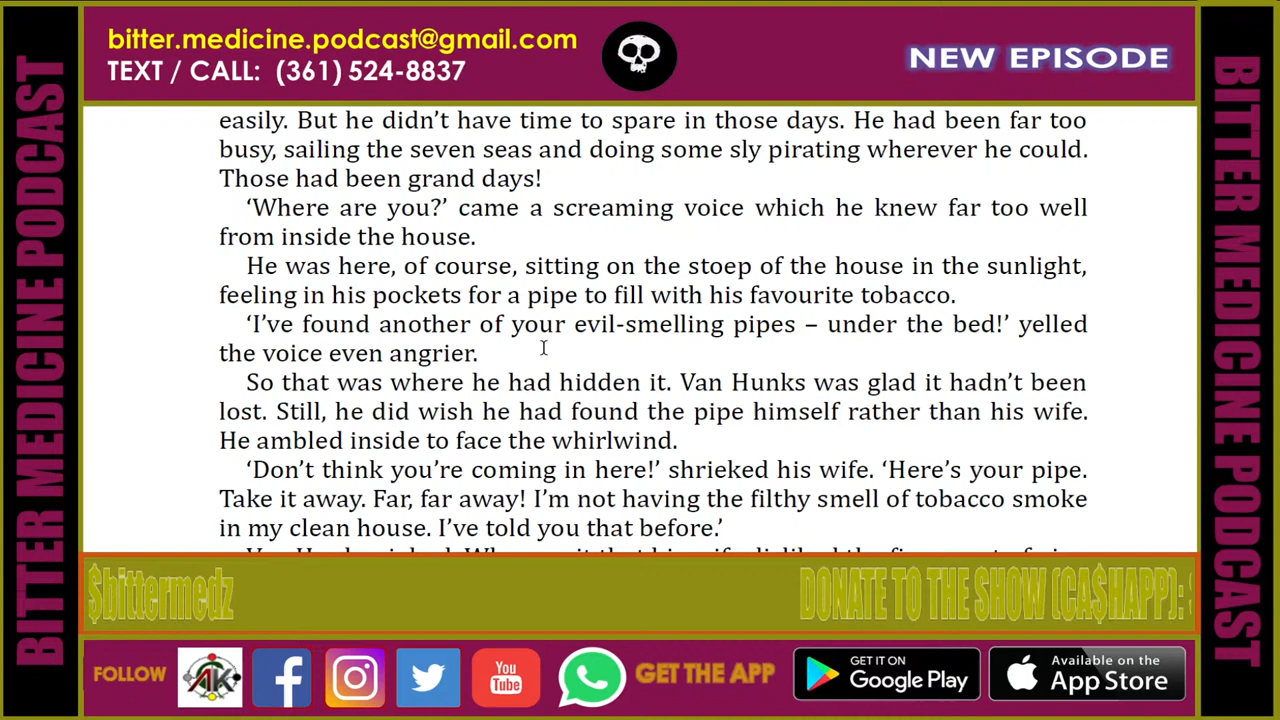 bitter.medicine.podcast@gmail.com
TEXT / CALL: (361) 524-8837
NEW EPISODE
BITTER MEDICINE PODCAST
easily. But he didn’t have time to spare in those days. He had been far too
busy, sailing the seven seas and doing some sly pirating wherever he could.
Those had been grand days!
‘Where are you?’ came a screaming voice which he knew far too well
from inside the house.
He was here, of course, sitting on the stoep of the house in the sunlight,
feeling in his pockets for a pipe to fill with his favourite tobacco.
‘I’ve found another of your evil-smelling pipes – under the bed!’ yelled
the voice even angrier.
So that was where he had hidden it. Van Hunks was glad it hadn’t been
lost. Still, he did wish he had found the pipe himself rather than his wife.
He ambled inside to face the whirlwind.
‘Don’t think you’re coming in here!’ shrieked his wife. ‘Here’s your pipe.
Take it away. Far, far away! I’m not having the filthy smell of tobacco smoke
in my clean house. I’ve told you that before.’
BITTER MEDICINE PODCAST
$bittermedz
DONATE TO THE SHOW (CA$HAPP):
FOLLOW
You
Tube
GET THE APP
GET IT ON
Google Play
Available on the
App Store